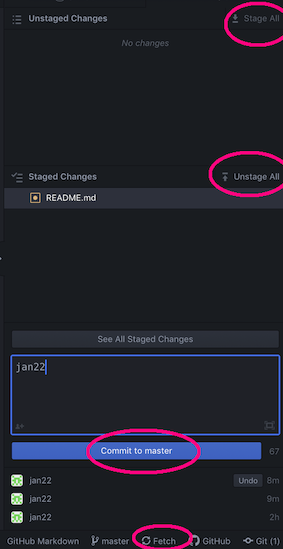 Unstaged Changes Stage All
No changes
Staged Changes Unstage All
README.md
See All Staged Changes
jan22
Commit to master 67
jan22 Undo 8m
jan22 9m
jan22 2h
GitHub Markdown master Fetch GitHub Git (1)